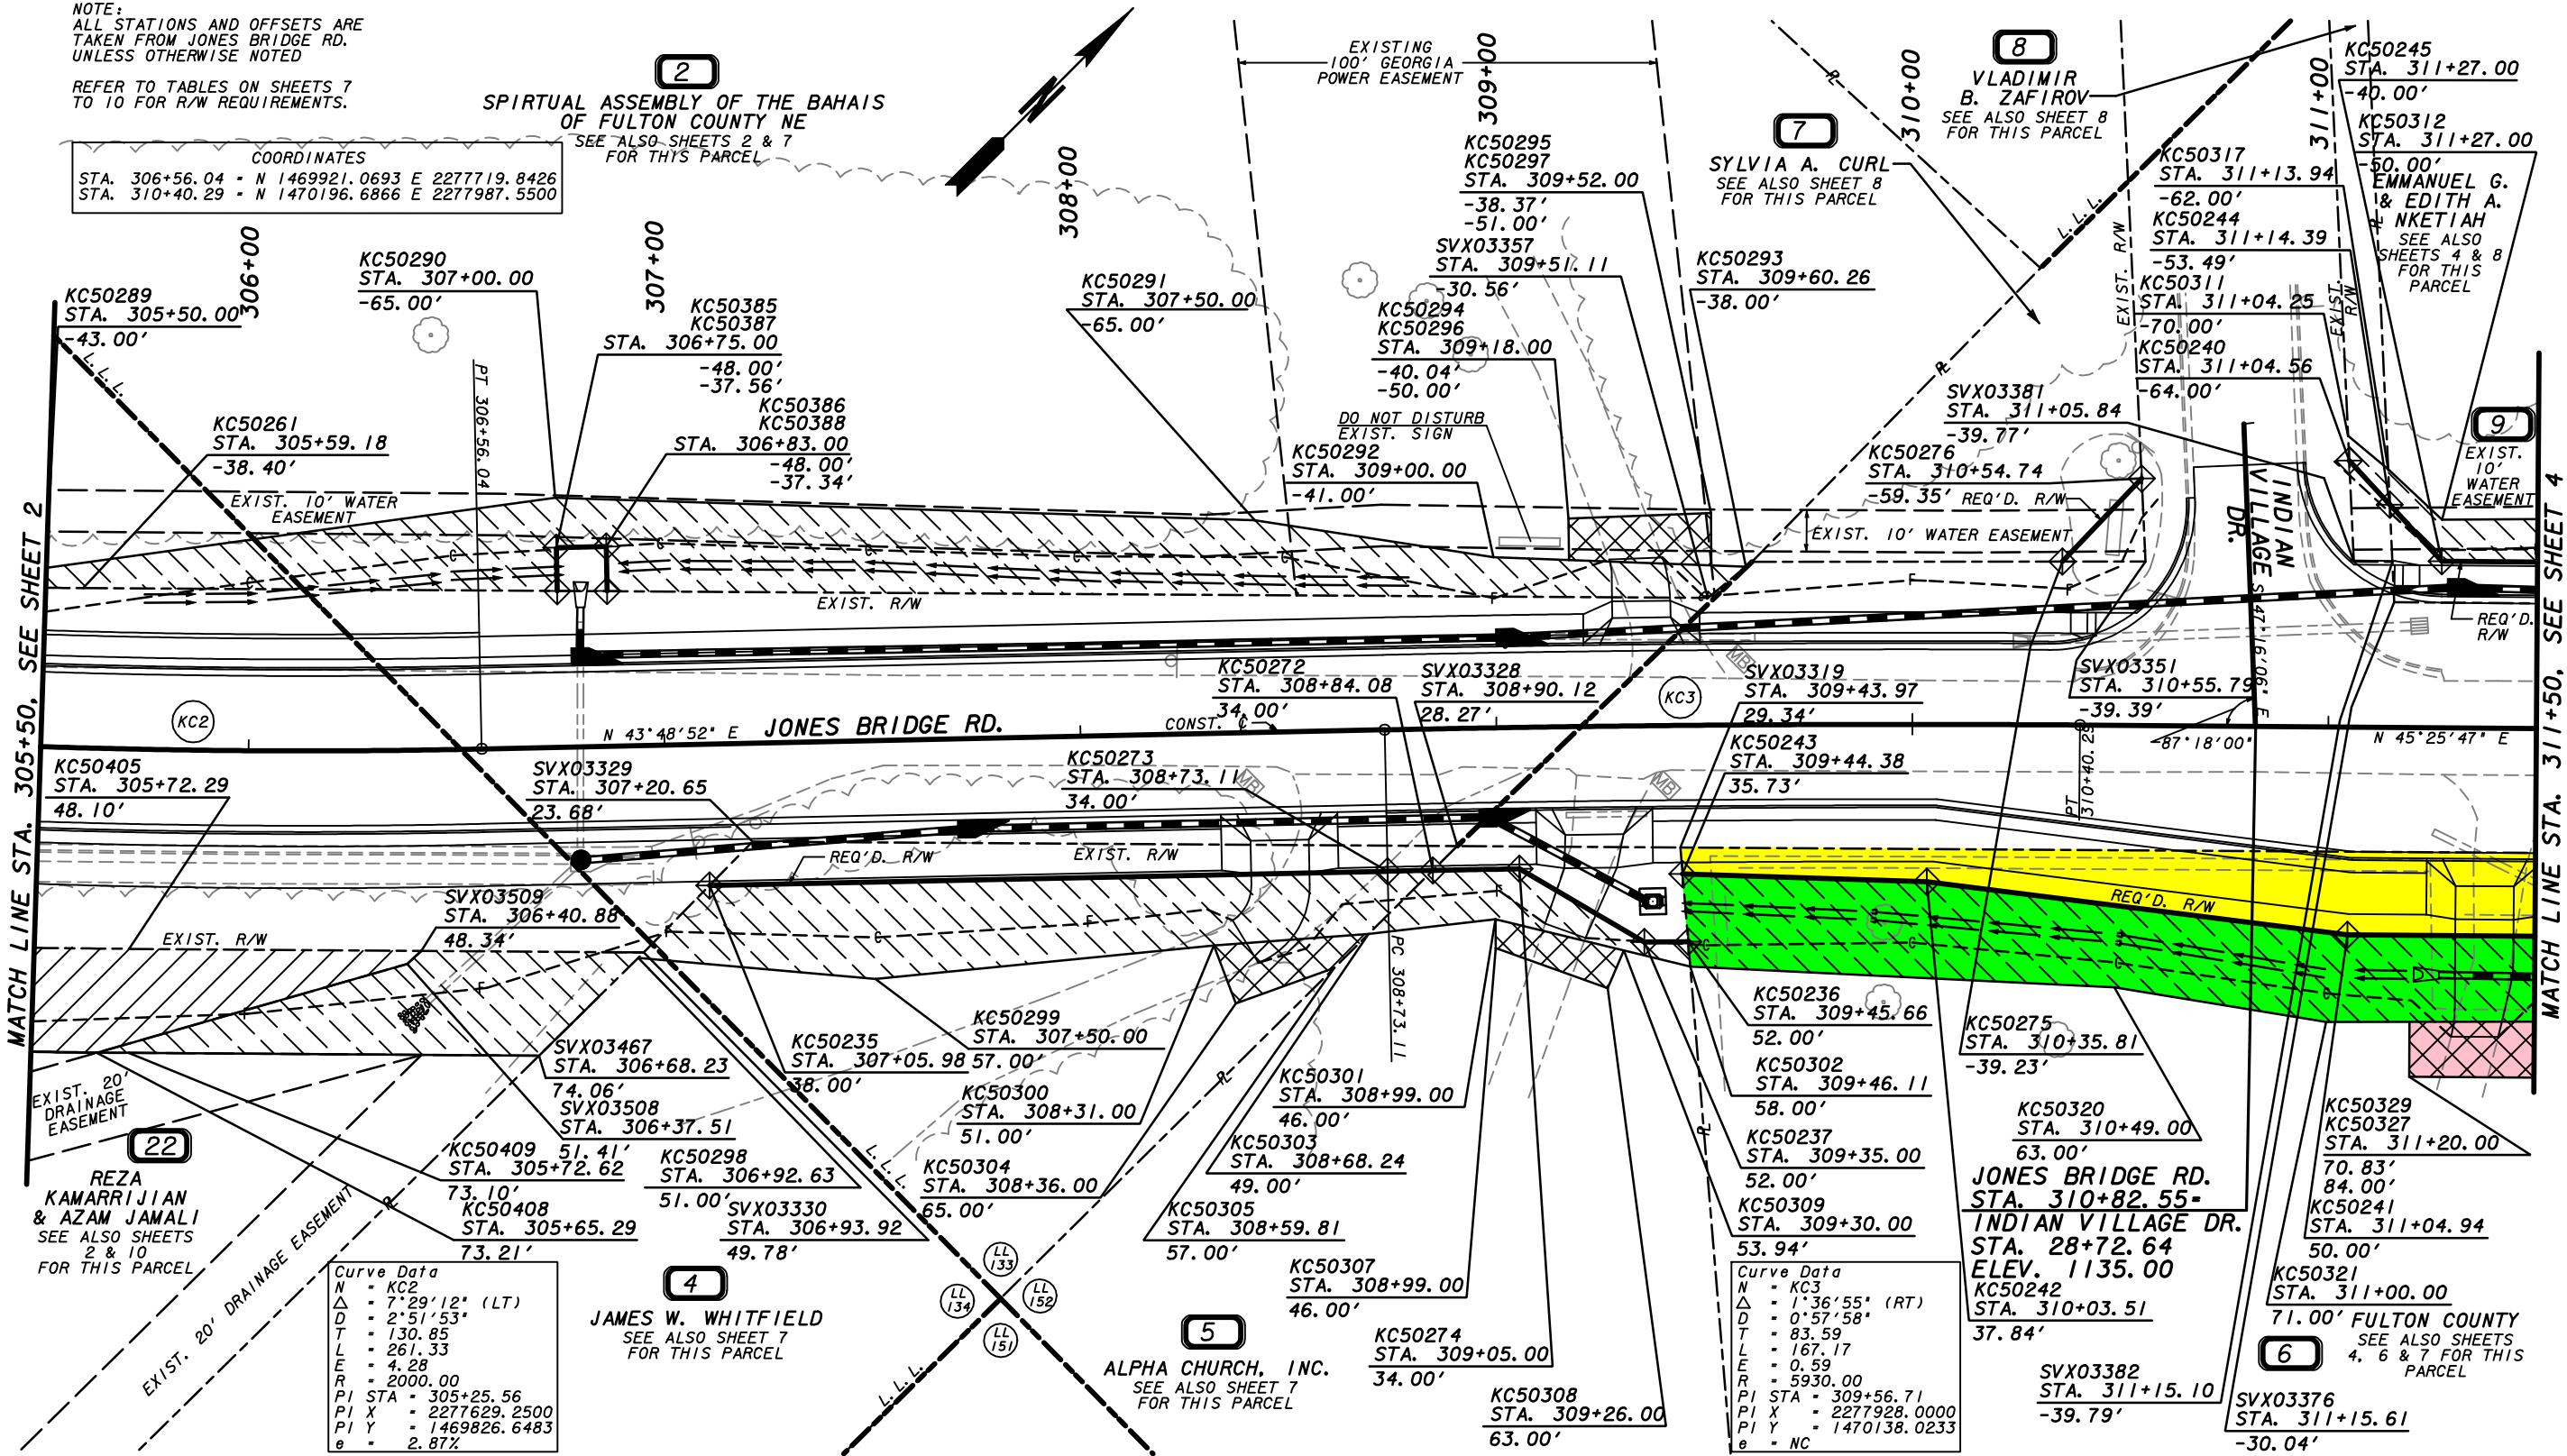 NOTE:
ALL STATIONS AND OFFSETS ARE
TAKEN FROM JONES BRIDGE RD.
UNLESS OTHERWISE NOTED
REFER TO TABLES ON SHEETS 7
TO 10 FOR R/W REQUIREMENTS.
COORDINATES
STA. 306+56.04 = N 1469921.0693 E 2277719.8426
STA. 310+40.29 = N 1470196.6866 E 2277987.5500
2
SPIRTUAL ASSEMBLY OF THE BAHAIS
OF FULTON COUNTY NE
SEE ALSO SHEETS 2 & 7
FOR THIS PARCEL
N
EXISTING
100' GEORGIA
POWER EASEMENT
7
SYLVIA A. CURL
SEE ALSO SHEET 8
FOR THIS PARCEL
8
VLADIMIR
B. ZAFIROV
SEE ALSO SHEET 8
FOR THIS PARCEL
306+00
307+00
308+00
309+00
310+00
311+00
KC50245
STA. 311+27.00
-40.00'
KC50312
STA. 311+27.00
-50.00'
EMMANUEL G.
& EDITH A.
NKETIAH
SEE ALSO
SHEETS 4 & 8
FOR THIS
PARCEL
9
EXIST.
10'
WATER
EASEMENT
KC50317
STA. 311+13.94
-62.00'
KC50244
STA. 311+14.39
-53.49'
KC50311
STA. 311+04.25
-70.00'
KC50240
STA. 311+04.56
-64.00'
KC50295
KC50297
STA. 309+52.00
-38.37'
-51.00'
SVX03357
STA. 309+51.11
-30.56'
KC50294
KC50296
STA. 309+18.00
-40.04'
-50.00'
DO NOT DISTURB
EXIST. SIGN
KC50292
STA. 309+00.00
-41.00'
KC50293
STA. 309+60.26
-38.00'
SVX03381
STA. 311+05.84
-39.77'
KC50276
STA. 310+54.74
-59.35'
REQ'D. R/W
EXIST. 10' WATER EASEMENT
EXIST. R/W
EXIST. R/W
KC50289
STA. 305+50.00
-43.00'
KC50290
STA. 307+00.00
-65.00'
KC50385
KC50387
STA. 306+75.00
-48.00'
-37.56'
KC50386
KC50388
STA. 306+83.00
-48.00'
-37.34'
KC50291
STA. 307+50.00
-65.00'
KC50261
STA. 305+59.18
-38.40'
PT 306+56.04
L.L.L.
L.L.L.
EXIST. 10' WATER
EASEMENT
EXIST. R/W
INDIAN
VILLAGE
DR.
S 47°16'06" E
REQ'D.
R/W
MATCH LINE STA. 305+50, SEE SHEET 2
MATCH LINE STA. 311+50, SEE SHEET 4
KC50272
STA. 308+84.08
34.00'
SVX03328
STA. 308+90.12
28.27'
KC3
SVX03319
STA. 309+43.97
29.34'
KC50243
STA. 309+44.38
35.73'
SVX03351
STA. 310+55.79
-39.39'
MB
MB
MB
KC2
N 43°48'52" E
JONES BRIDGE RD.
CONST. ℄
-87°18'00"
N 45°25'47" E
PT
310+40.29
KC50405
STA. 305+72.29
48.10'
SVX03329
STA. 307+20.65
23.68'
KC50273
STA. 308+73.11
34.00'
REQ'D. R/W
EXIST. R/W
REQ'D. R/W
EXIST. R/W
SVX03509
STA. 306+40.88
48.34'
PC 308+73.11
SVX03467
STA. 306+68.23
74.06'
SVX03508
STA. 306+37.51
51.41'
KC50235
STA. 307+05.98
38.00'
KC50299
STA. 307+50.00
57.00'
KC50300
STA. 308+31.00
51.00'
KC50301
STA. 308+99.00
46.00'
KC50236
STA. 309+45.66
52.00'
KC50302
STA. 309+46.11
58.00'
KC50237
STA. 309+35.00
52.00'
KC50309
STA. 309+30.00
53.94'
KC50275
STA. 310+35.81
-39.23'
KC50320
STA. 310+49.00
63.00'
KC50329
KC50327
STA. 311+20.00
70.83'
84.00'
KC50241
STA. 311+04.94
50.00'
KC50321
STA. 311+00.00
71.00'
EXIST. 20'
DRAINAGE
EASEMENT
22
REZA
KAMARRIJIAN
& AZAM JAMALI
SEE ALSO SHEETS
2 & 10
FOR THIS PARCEL
EXIST. 20' DRAINAGE EASEMENT
KC50409
STA. 305+72.62
73.10'
KC50408
STA. 305+65.29
73.21'
KC50298
STA. 306+92.63
51.00'
SVX03330
STA. 306+93.92
49.78'
KC50304
STA. 308+36.00
65.00'
KC50303
STA. 308+68.24
49.00'
KC50305
STA. 308+59.81
57.00'
KC50307
STA. 308+99.00
46.00'
KC50274
STA. 309+05.00
34.00'
KC50308
STA. 309+26.00
63.00'
JONES BRIDGE RD.
STA. 310+82.55=
INDIAN VILLAGE DR.
STA. 28+72.64
ELEV. 1135.00
KC50242
STA. 310+03.51
37.84'
SVX03382
STA. 311+15.10
-39.79'
SVX03376
STA. 311+15.61
-30.04'
6
FULTON COUNTY
SEE ALSO SHEETS
4, 6 & 7 FOR THIS
PARCEL
Curve Data
N = KC2
△ = 7°29'12" (LT)
D = 2°51'53"
T = 130.85
L = 261.33
E = 4.28
R = 2000.00
PI STA = 305+25.56
PI X = 2277629.2500
PI Y = 1469826.6483
e = 2.87%
4
JAMES W. WHITFIELD
SEE ALSO SHEET 7
FOR THIS PARCEL
L.L.L.
LL
133
LL
134
LL
152
LL
151
L.L.L.
5
ALPHA CHURCH, INC.
SEE ALSO SHEET 7
FOR THIS PARCEL
Curve Data
N = KC3
△ = 1°36'55" (RT)
D = 0°57'58"
T = 83.59
L = 167.17
E = 0.59
R = 5930.00
PI STA = 309+56.71
PI X = 2277928.0000
PI Y = 1470138.0233
e = NC